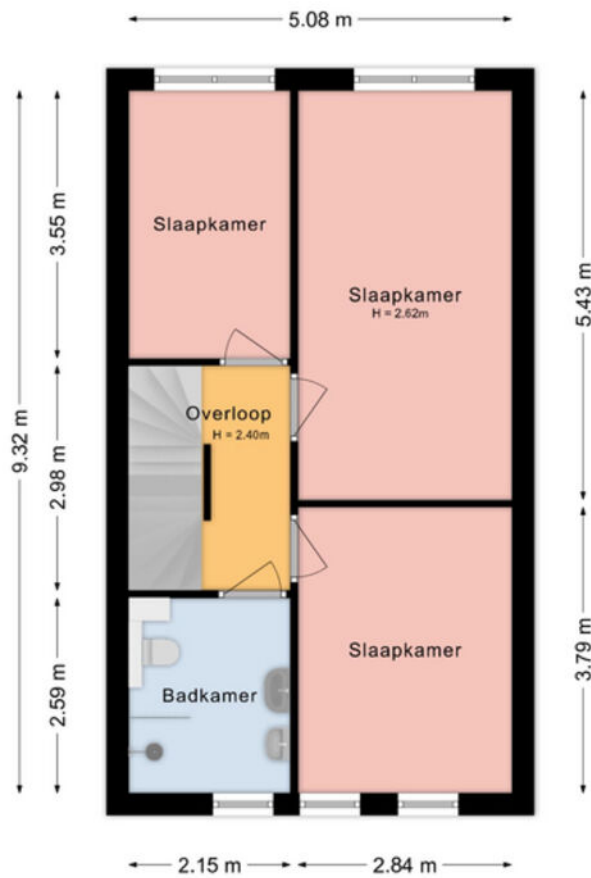 5.08 m
3.55 m
Slaapkamer
Slaapkamer
H = 2.62m
5.43 m
9.32 m
2.98 m
Overloop
H = 2.40m
2.59 m
Badkamer
Slaapkamer
3.79 m
2.15 m
2.84 m